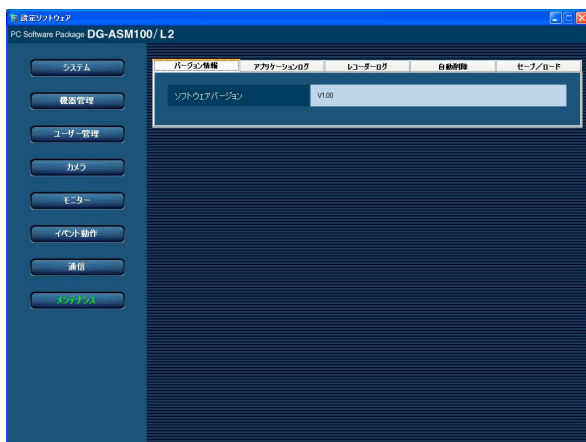 設定ソフトウェア
PC Software Package DG-ASM100/L2
システム
機器管理
ユーザー管理
カメラ
モニター
イベント動作
通信
メンテナンス
バージョン情報
アプリケーションログ
レコーダーログ
自動削除
セーブ／ロード
ソフトウェアバージョン
V1.00